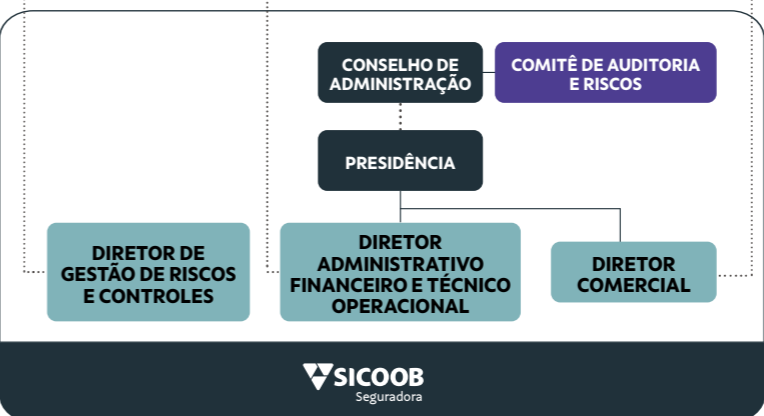 CONSELHO DE
ADMINISTRAÇÃO
COMITÊ DE AUDITORIA
E RISCOS
PRESIDÊNCIA
DIRETOR DE
GESTÃO DE RISCOS
E CONTROLES
DIRETOR
ADMINISTRATIVO
FINANCEIRO E TÉCNICO
OPERACIONAL
DIRETOR
COMERCIAL
SICOOB
Seguradora